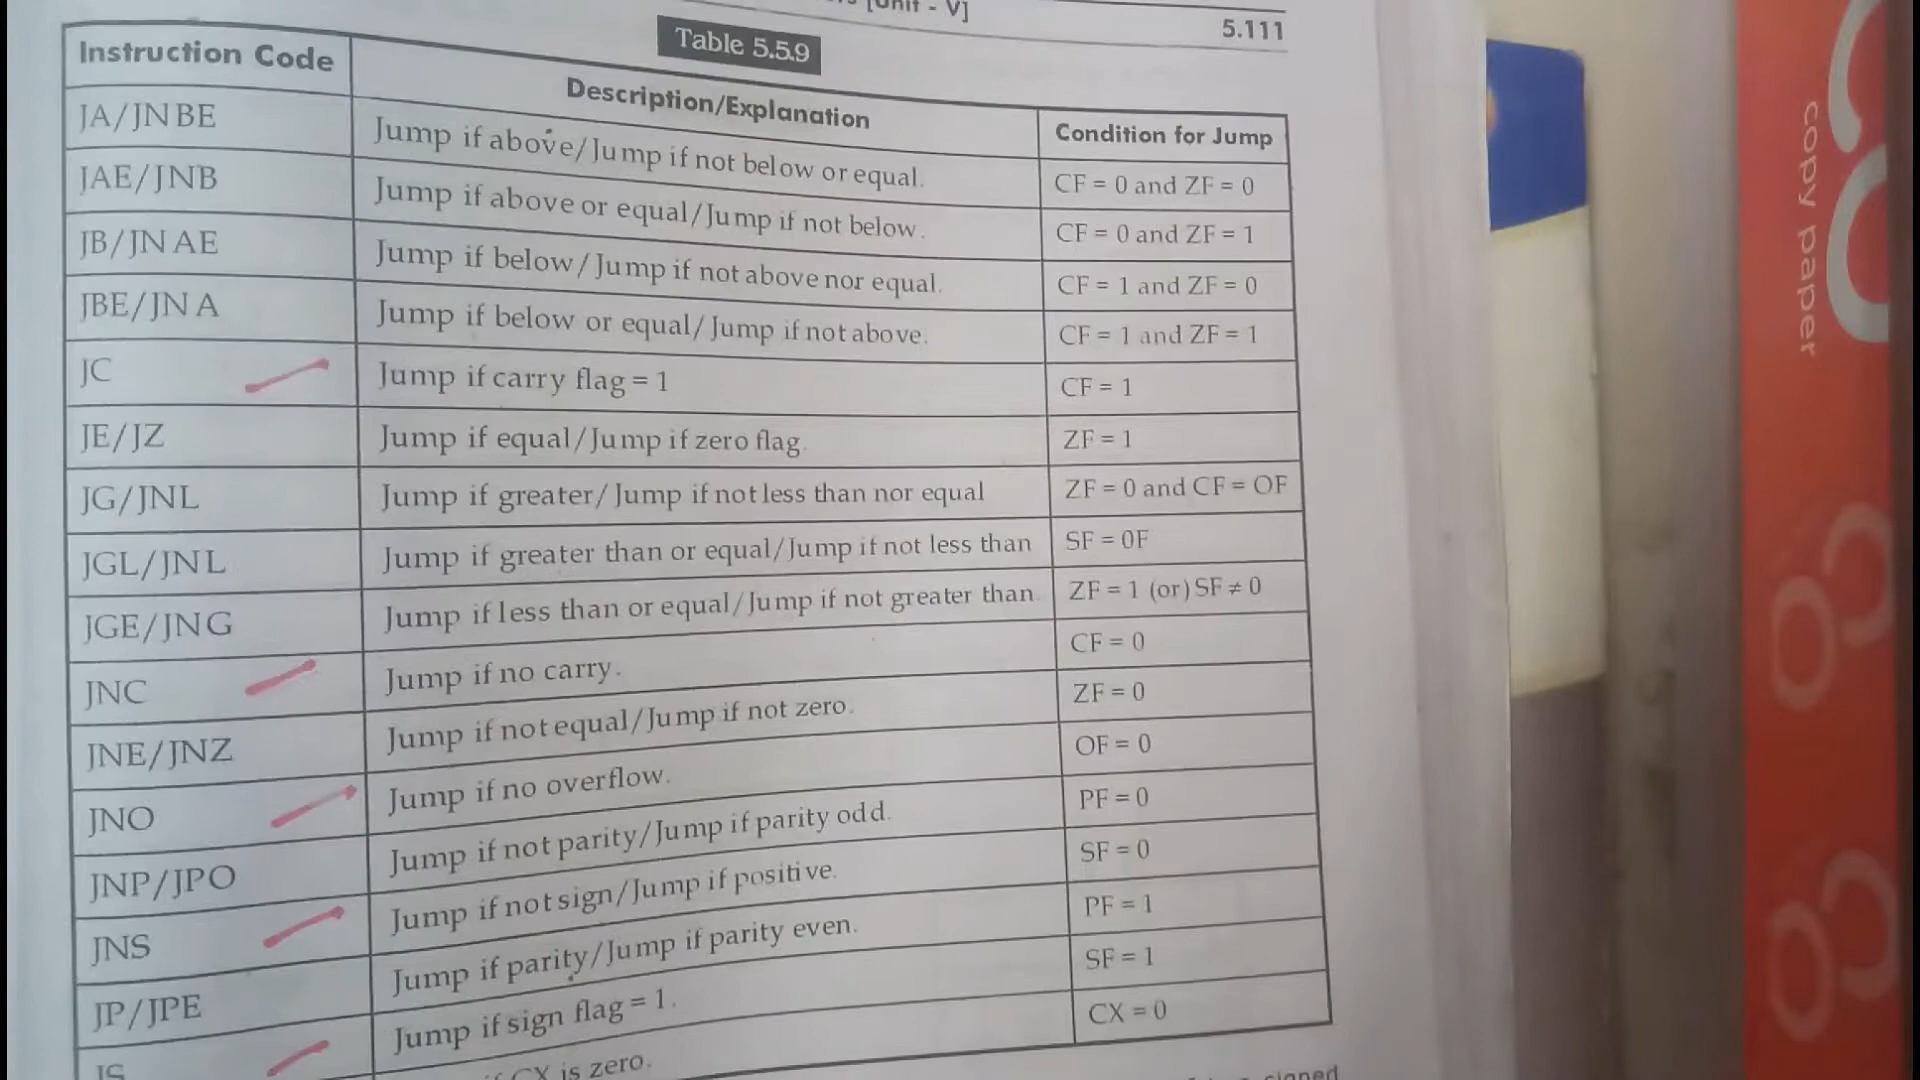 [Unit - V]
5.111
Table 5.5.9
Instruction Code Description/Explanation Condition for Jump
JA/JNBE Jump if above/Jump if not below or equal. CF = 0 and ZF = 0
JAE/JNB Jump if above or equal/Jump if not below. CF = 0 and ZF = 1
JB/JNAE Jump if below/Jump if not above nor equal. CF = 1 and ZF = 0
JBE/JNA Jump if below or equal/Jump if not above. CF = 1 and ZF = 1
JC Jump if carry flag = 1 CF = 1
JE/JZ Jump if equal/Jump if zero flag. ZF = 1
JG/JNL Jump if greater/Jump if not less than nor equal ZF = 0 and CF = OF
JGL/JNL Jump if greater than or equal/Jump if not less than SF = 0F
JGE/JNG Jump if less than or equal/Jump if not greater than. ZF = 1 (or) SF ≠ 0
JNC Jump if no carry. CF = 0
JNE/JNZ Jump if not equal/Jump if not zero. ZF = 0
JNO Jump if no overflow. OF = 0
JNP/JPO Jump if not parity/Jump if parity odd. PF = 0
JNS Jump if not sign/Jump if positive. SF = 0
JP/JPE Jump if parity/Jump if parity even. PF = 1
JS Jump if sign flag = 1. SF = 1
if CX is zero. CX = 0
signed
copy paper